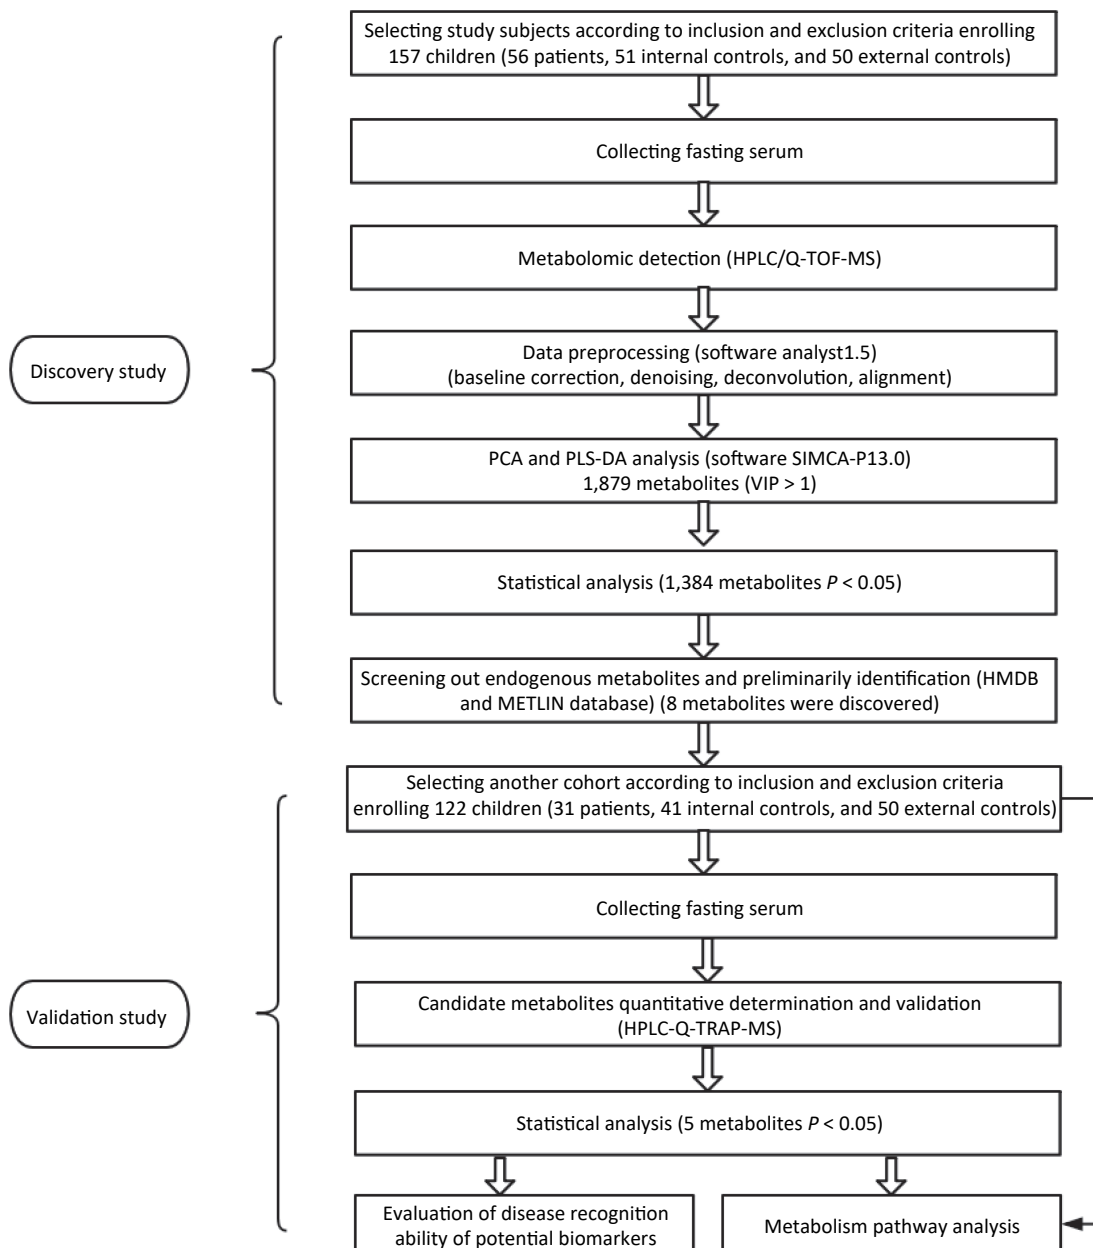 Selecting study subjects according to inclusion and exclusion criteria enrolling
157 children (56 patients, 51 internal controls, and 50 external controls)
Collecting fasting serum
Metabolomic detection (HPLC/Q-TOF-MS)
Discovery study
Data preprocessing (software analyst1.5)
(baseline correction, denoising, deconvolution, alignment)
PCA and PLS-DA analysis (software SIMCA-P13.0)
1,879 metabolites (VIP > 1)
Statistical analysis (1,384 metabolites P < 0.05)
Screening out endogenous metabolites and preliminarily identification (HMDB
and METLIN database) (8 metabolites were discovered)
Selecting another cohort according to inclusion and exclusion criteria
enrolling 122 children (31 patients, 41 internal controls, and 50 external controls)
Collecting fasting serum
Validation study
Candidate metabolites quantitative determination and validation
(HPLC-Q-TRAP-MS)
Statistical analysis (5 metabolites P < 0.05)
Evaluation of disease recognition
ability of potential biomarkers
Metabolism pathway analysis